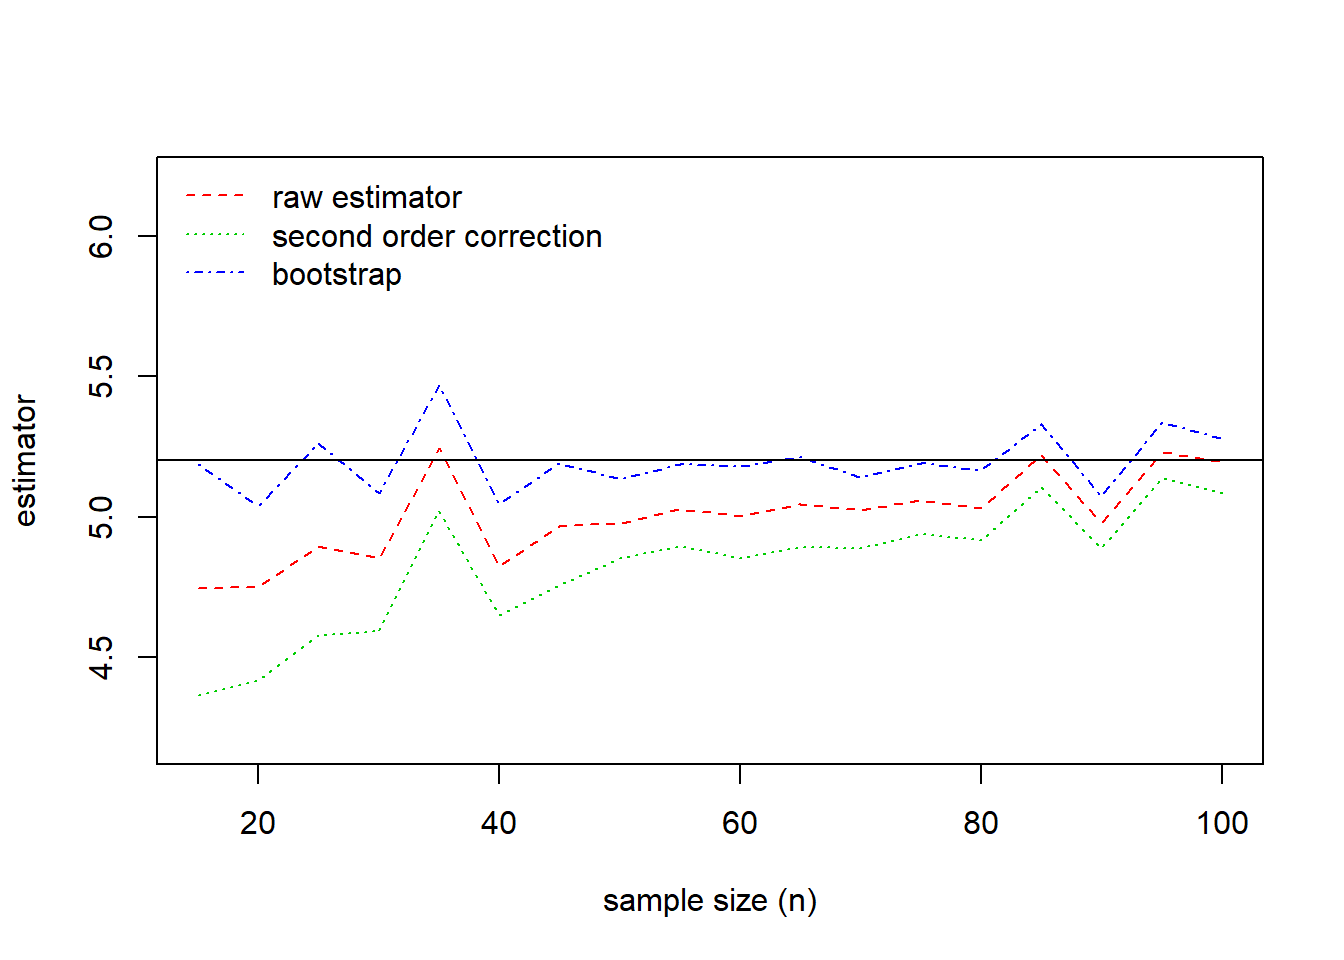 raw estimator
second order correction
bootstrap
6.0
5.5
5.0
4.5
estimator
20 40 60 80 100
sample size (n)